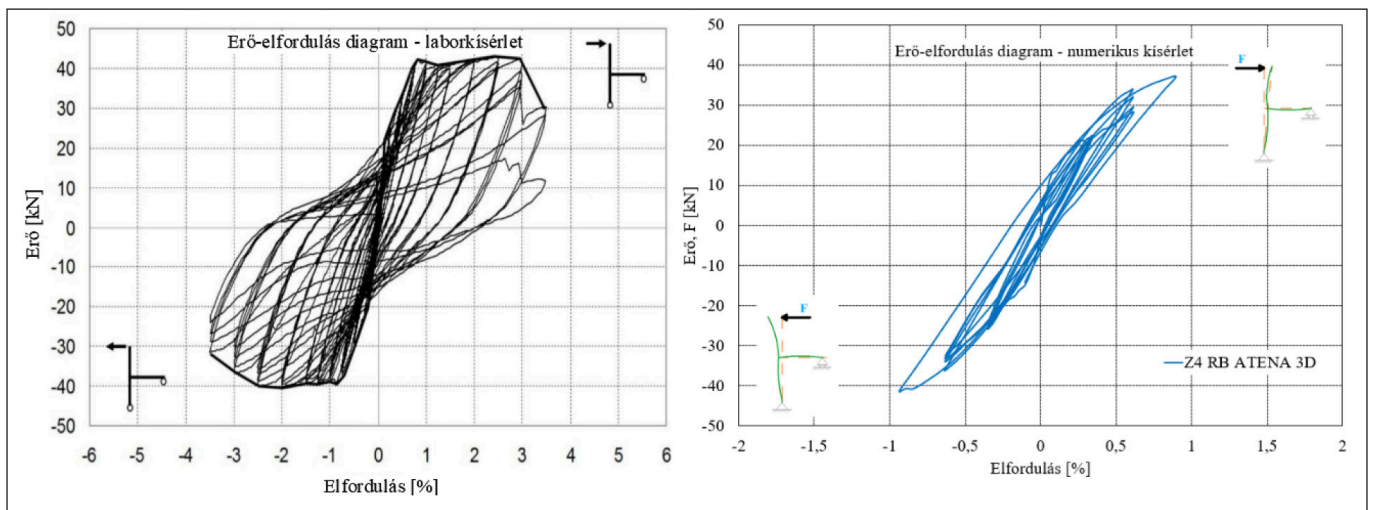 Erő-elfordulás diagram - laborkísérlet
Erő [kN]
50
40
30
20
10
0
-10
-20
-30
-40
-50
-6 -5 -4 -3 -2 -1 0 1 2 3 4 5 6
Elfordulás [%]
Erő-elfordulás diagram - numerikus kísérlet
Erő, F [kN]
50
40
30
20
10
0
-10
-20
-30
-40
-50
F
F
Z4 RB ATENA 3D
-2 -1,5 -1 -0,5 0 0,5 1 1,5 2
Elfordulás [%]